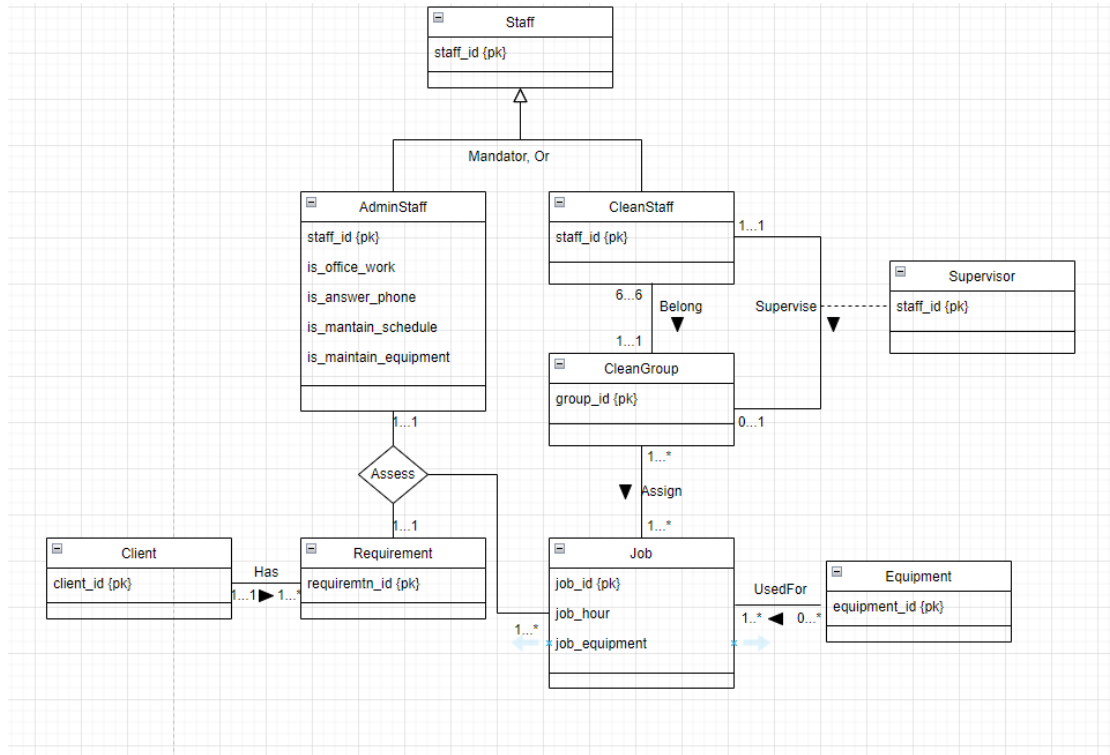 Staff
staff_id {pk}
Mandator, Or
AdminStaff
staff_id {pk}
is_office_work
is_answer_phone
is_mantain_schedule
is_maintain_equipment
CleanStaff
staff_id {pk}
1...1
Supervisor
staff_id {pk}
6...6
Belong
Supervise
1...1
CleanGroup
group_id {pk}
0...1
1...1
1...*
Assess
Assign
1...1
1...*
Client
client_id {pk}
Has
1...1
1...*
Requirement
requiremtn_id {pk}
1...*
Job
job_id {pk}
job_hour
job_equipment
UsedFor
1..*
0...*
Equipment
equipment_id {pk}